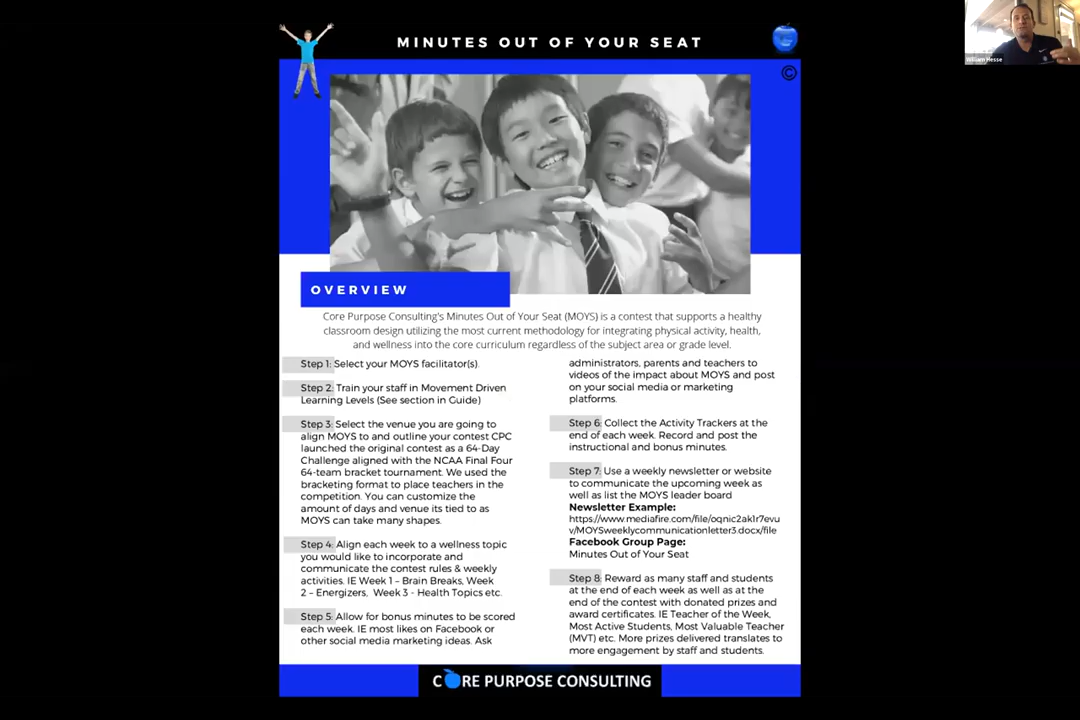 MINUTES OUT OF YOUR SEAT
©
William Hesse
OVERVIEW
Core Purpose Consulting's Minutes Out of Your Seat (MOYS) is a contest that supports a healthy
classroom design utilizing the most current methodology for integrating physical activity, health,
and wellness into the core curriculum regardless of the subject area or grade level.
Step 1: Select your MOYS facilitator(s).
Step 2: Train your staff in Movement Driven
Learning Levels (See section in Guide)
Step 3: Select the venue you are going to
align MOYS to and outline your contest CPC
launched the original contest as a 64-Day
Challenge aligned with the NCAA Final Four
64-team bracket tournament. We used the
bracketing format to place teachers in the
competition. You can customize the
amount of days and venue its tied to as
MOYS can take many shapes.
Step 4: Align each week to a wellness topic
you would like to incorporate and
communicate the contest rules & weekly
activities. IE Week 1 – Brain Breaks, Week
2 – Energizers, Week 3 - Health Topics etc.
Step 5: Allow for bonus minutes to be scored
each week. IE most likes on Facebook or
other social media marketing ideas. Ask
administrators, parents and teachers to
videos of the impact about MOYS and post
on your social media or marketing
platforms.
Step 6: Collect the Activity Trackers at the
end of each week. Record and post the
instructional and bonus minutes.
Step 7: Use a weekly newsletter or website
to communicate the upcoming week as
well as list the MOYS leader board
Newsletter Example:
https://www.mediafire.com/file/oqnic2ak1r7evu
v/MOYSweeklycommunicationletter3.docx/file
Facebook Group Page:
Minutes Out of Your Seat
Step 8: Reward as many staff and students
at the end of each week as well as at the
end of the contest with donated prizes and
award certificates. IE Teacher of the Week,
Most Active Students, Most Valuable Teacher
(MVT) etc. More prizes delivered translates to
more engagement by staff and students.
CORE PURPOSE CONSULTING